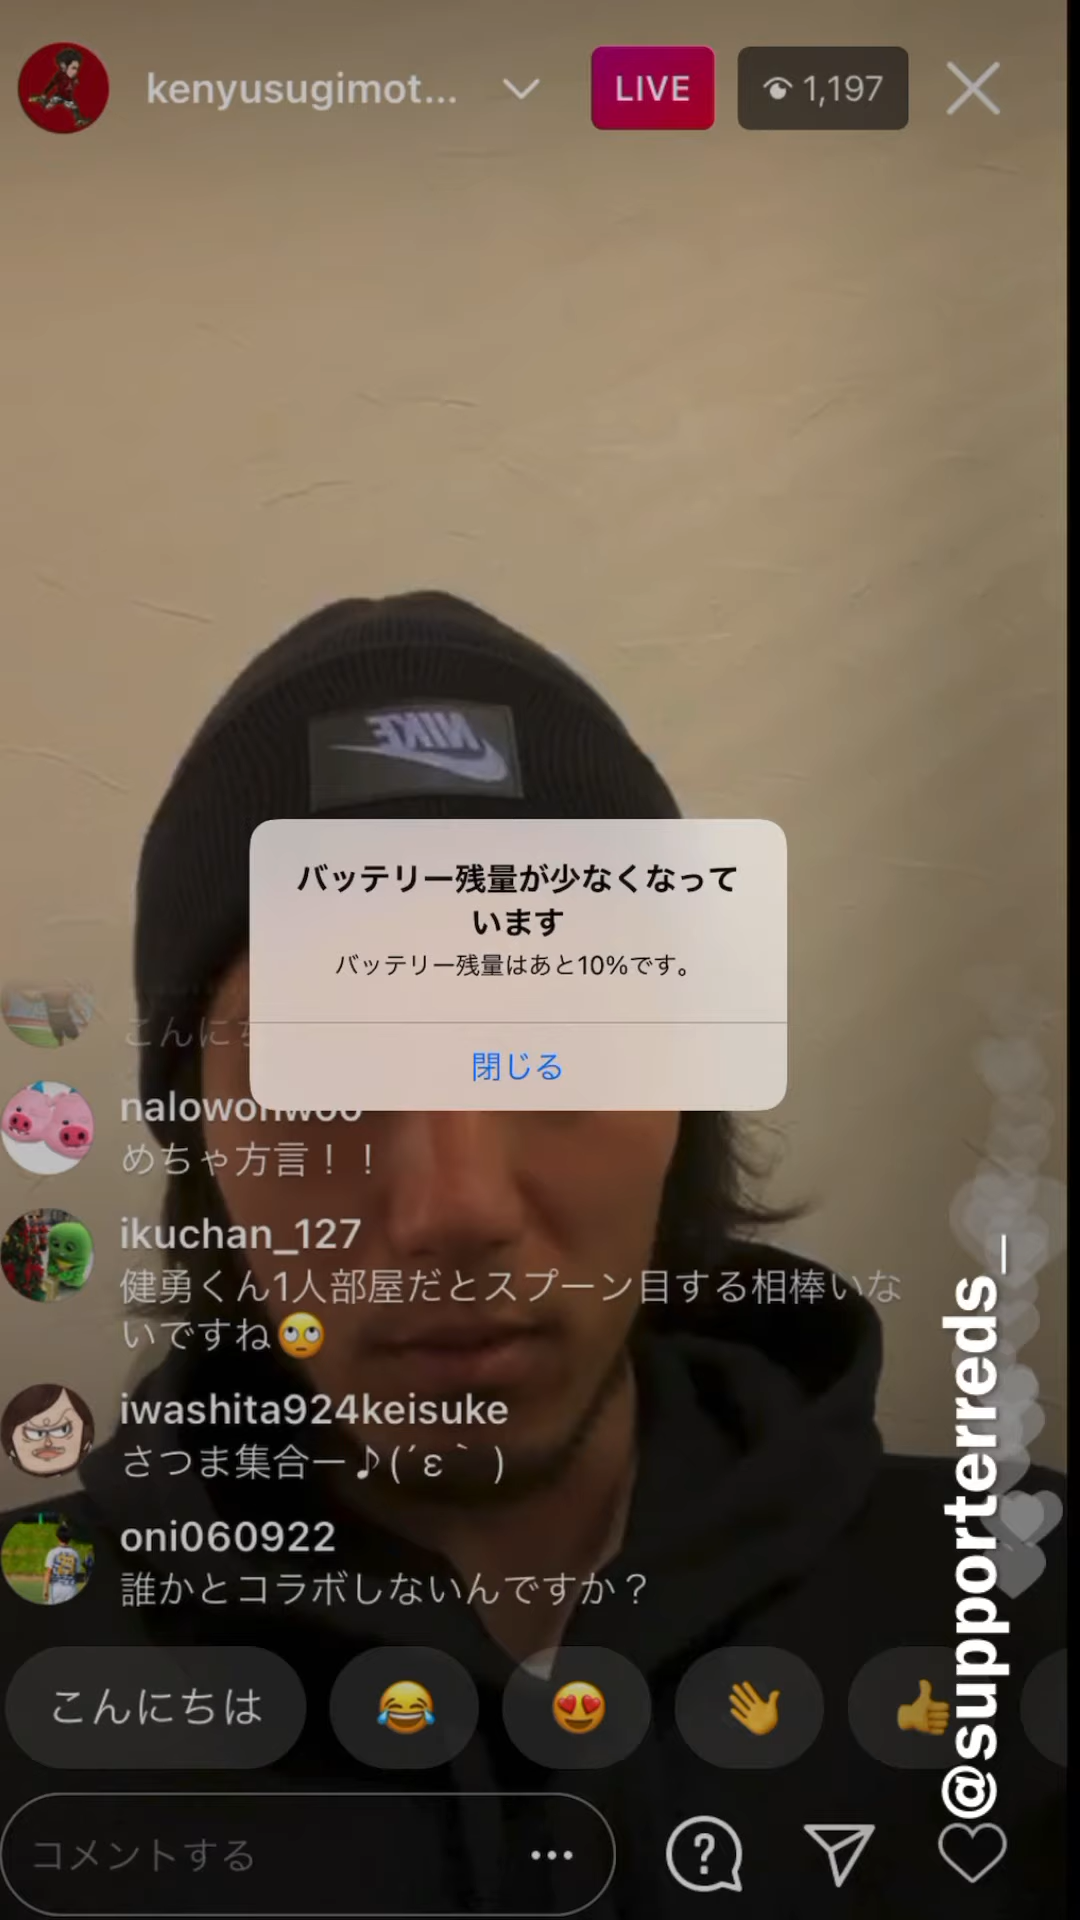 kenyusugimot...
LIVE
1,197
NIKE
バッテリー残量が少なくなって
います
バッテリー残量はあと10%です。
閉じる
こんにち
nalowonwoo
めちゃ方言！！
ikuchan_127
健勇くん1人部屋だとスプーン目する相棒いな
いですね🙄
iwashita924keisuke
さつま集合ー♪(´ε｀ )
oni060922
誰かとコラボしないんですか？
こんにちは
😂
😍
👋
👍
コメントする
@supporterreds_